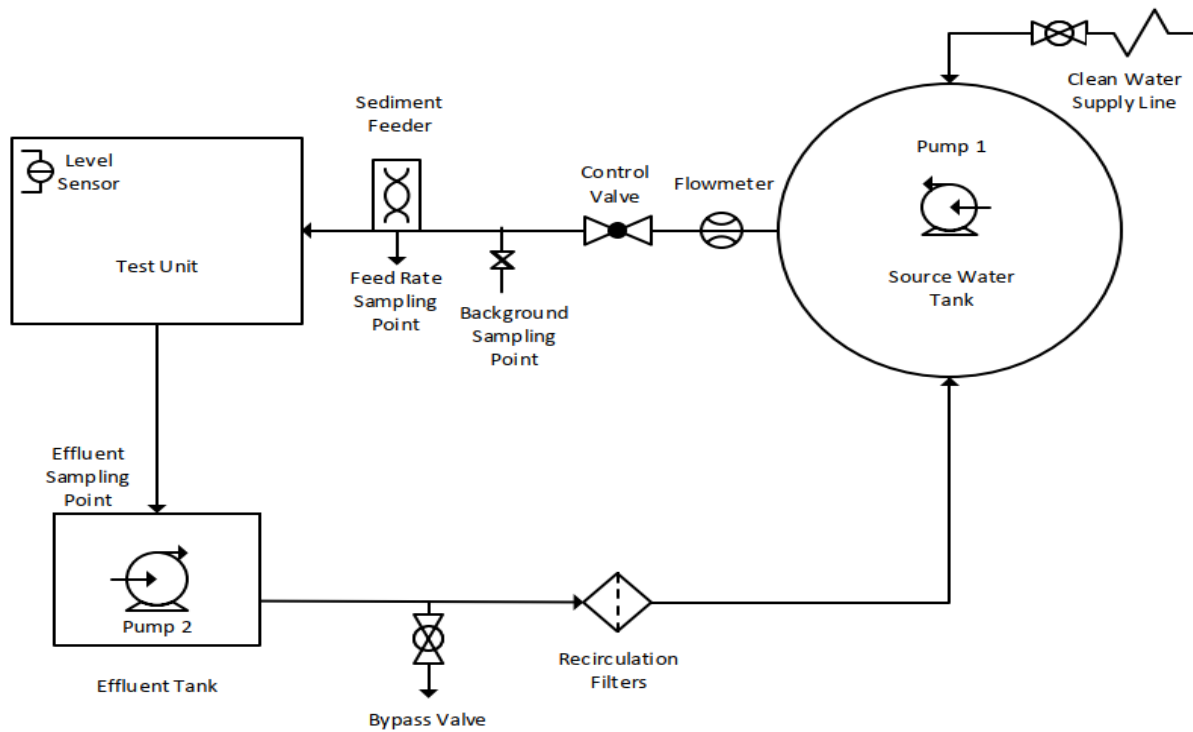 Clean Water
Supply Line
Sediment
Feeder
Level
Sensor
Pump 1
Control
Valve
Flowmeter
Test Unit
Source Water
Tank
Feed Rate
Sampling
Point
Background
Sampling
Point
Effluent
Sampling
Point
Pump 2
Effluent Tank
Recirculation
Filters
Bypass Valve